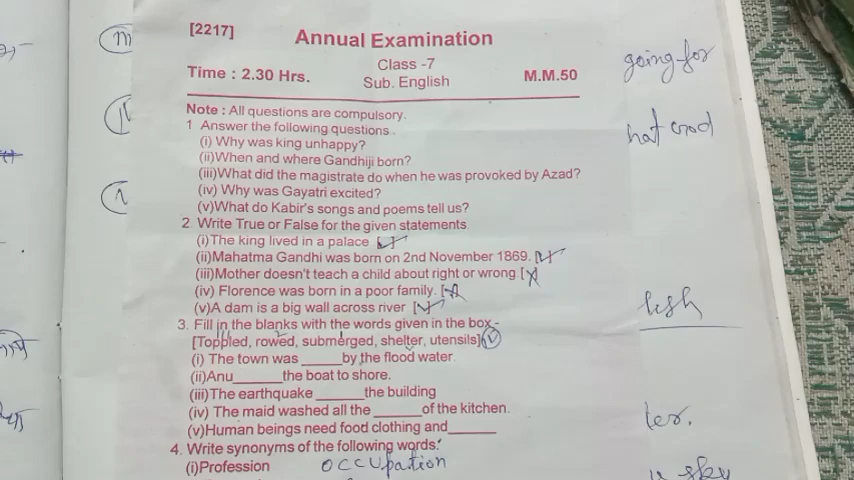 [2217]
Annual Examination
Class -7
Time : 2.30 Hrs.
Sub. English
M.M.50
Note : All questions are compulsory.
1 Answer the following questions .
(i) Why was king unhappy?
(ii)When and where Gandhiji born?
(iii)What did the magistrate do when he was provoked by Azad?
(iv) Why was Gayatri excited?
(v)What do Kabir's songs and poems tell us?
2. Write True or False for the given statements
(i)The king lived in a palace
(ii)Mahatma Gandhi was born on 2nd November 1869.
(iii)Mother doesn't teach a child about right or wrong.
(iv) Florence was born in a poor family.
(v)A dam is a big wall across river
3. Fill in the blanks with the words given in the box-
[Toppled, rowed, submerged, shelter, utensils]
(i) The town was ______by the flood water.
(ii)Anu______the boat to shore.
(iii)The earthquake ______the building
(iv) The maid washed all the ______of the kitchen.
(v)Human beings need food clothing and______
4. Write synonyms of the following words:
(i)Profession occupation
going for